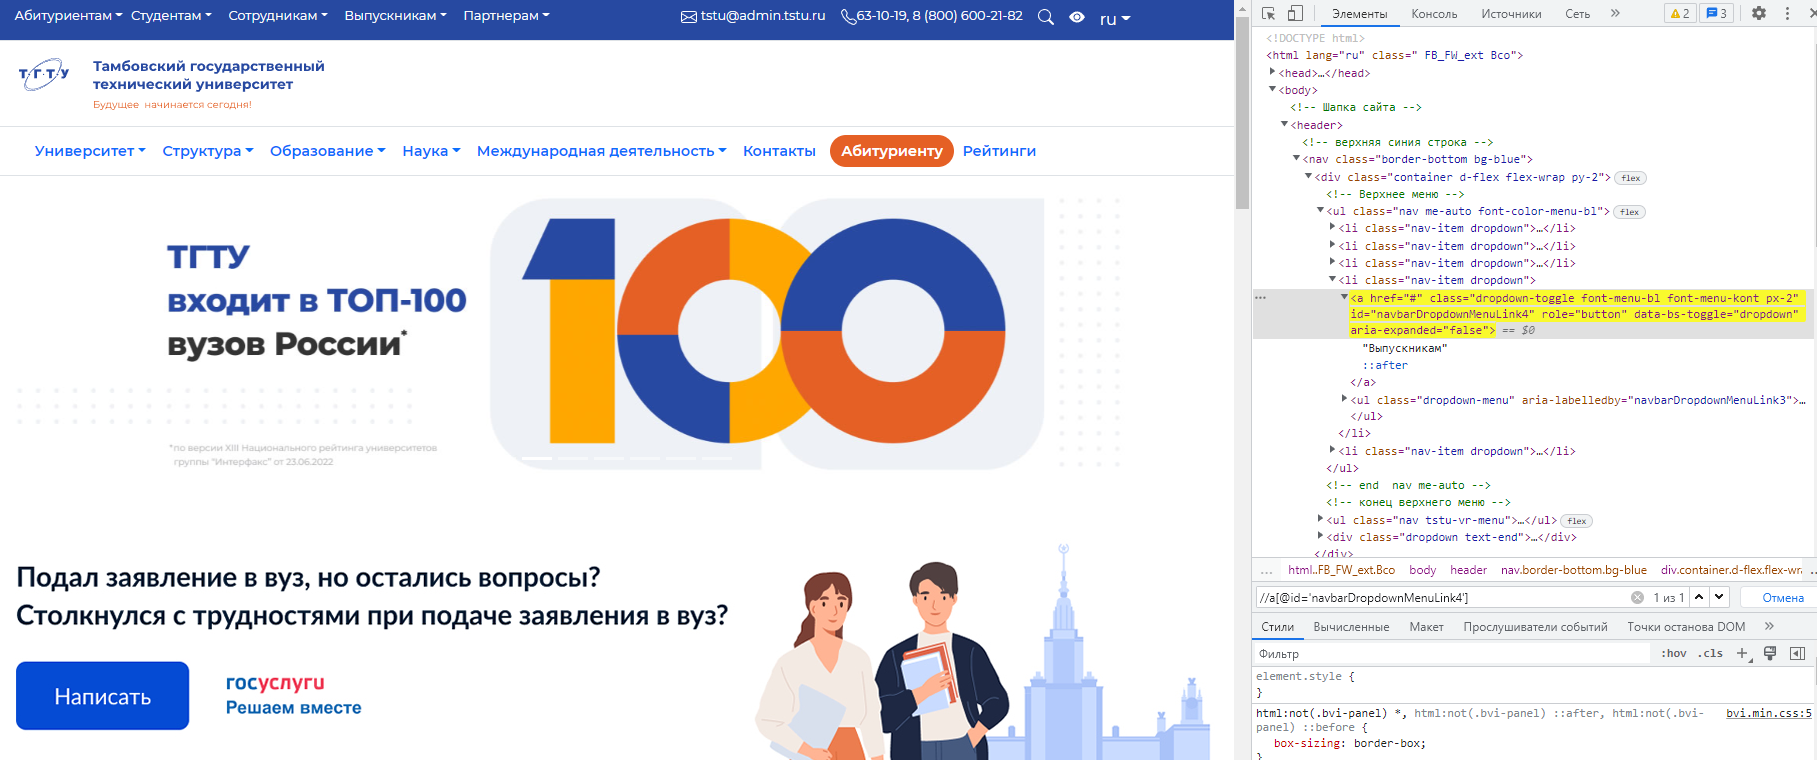 Абитуриентам Студентам Сотрудникам Выпускникам Партнерам tstu@admin.tstu.ru 63-10-19, 8 (800) 600-21-82 ru
Т·Г·Т·У
Тамбовский государственный
технический университет
Будущее начинается сегодня!
Университет Структура Образование Наука Международная деятельность Контакты Абитуриенту Рейтинги
ТГТУ
входит в ТОП-100
вузов России*
100
*по версии XIII Национального рейтинга университетов
группы "Интерфакс" от 23.06.2022
Подал заявление в вуз, но остались вопросы?
Столкнулся с трудностями при подаче заявления в вуз?
Написать
госуслуги
Решаем вместе
Элементы Консоль Источники Сеть » 2 3
<!DOCTYPE html>
<html lang="ru" class=" FB_FW_ext Bco">
<head>…</head>
<body>
<!-- Шапка сайта -->
<header>
<!-- верхняя синия строка -->
<nav class="border-bottom bg-blue">
<div class="container d-flex flex-wrap py-2"> flex
<!-- Верхнее меню -->
<ul class="nav me-auto font-color-menu-bl"> flex
<li class="nav-item dropdown">…</li>
<li class="nav-item dropdown">…</li>
<li class="nav-item dropdown">…</li>
<li class="nav-item dropdown">
… <a href="#" class="dropdown-toggle font-menu-bl font-menu-kont px-2"
id="navbarDropdownMenuLink4" role="button" data-bs-toggle="dropdown"
aria-expanded="false"> == $0
"Выпускникам"
::after
</a>
<ul class="dropdown-menu" aria-labelledby="navbarDropdownMenuLink3">…
</ul>
</li>
<li class="nav-item dropdown">…</li>
</ul>
<!-- end  nav me-auto -->
<!-- конец верхнего меню -->
<ul class="nav tstu-vr-menu">…</ul> flex
<div class="dropdown text-end">…</div>
</div>
… html..FB_FW_ext.Bco body header nav.border-bottom.bg-blue div.container.d-flex.flex-wra …
//a[@id='navbarDropdownMenuLink4'] 1 из 1 Отмена
Стили Вычисленные Макет Прослушиватели событий Точки останова DOM »
Фильтр :hov .cls +
element.style {
}
html:not(.bvi-panel) *, html:not(.bvi-panel) ::after, html:not(.bvi- bvi.min.css:5
panel) ::before {
box-sizing: border-box;
}